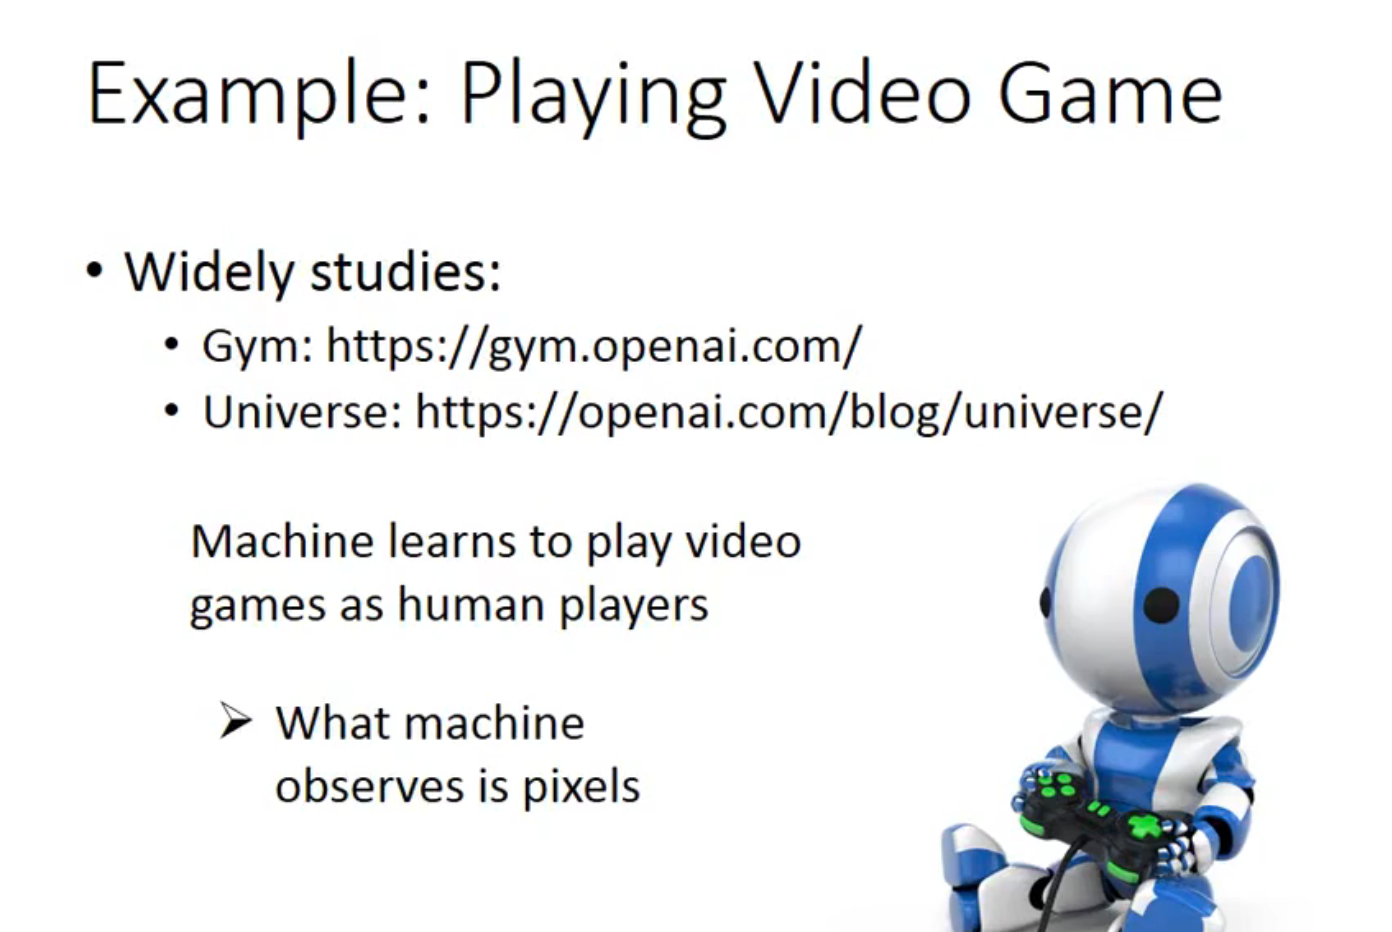 Example: Playing Video Game
• Widely studies:
• Gym: https://gym.openai.com/
• Universe: https://openai.com/blog/universe/
Machine learns to play video
games as human players
➢ What machine
observes is pixels